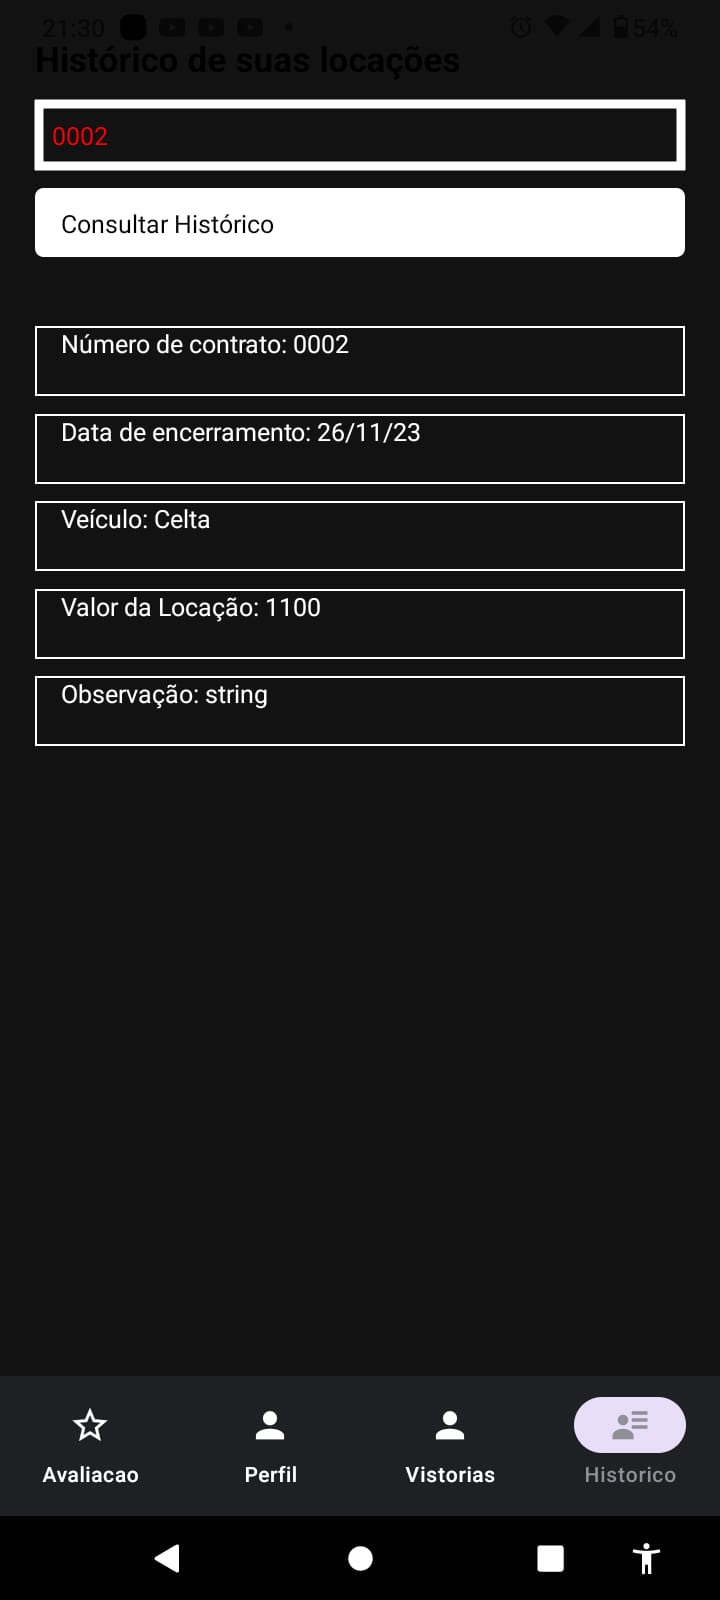 21:30 54%
Histórico de suas locações
0002
Consultar Histórico
Número de contrato: 0002
Data de encerramento: 26/11/23
Veículo: Celta
Valor da Locação: 1100
Observação: string
Avaliacao Perfil Vistorias Historico